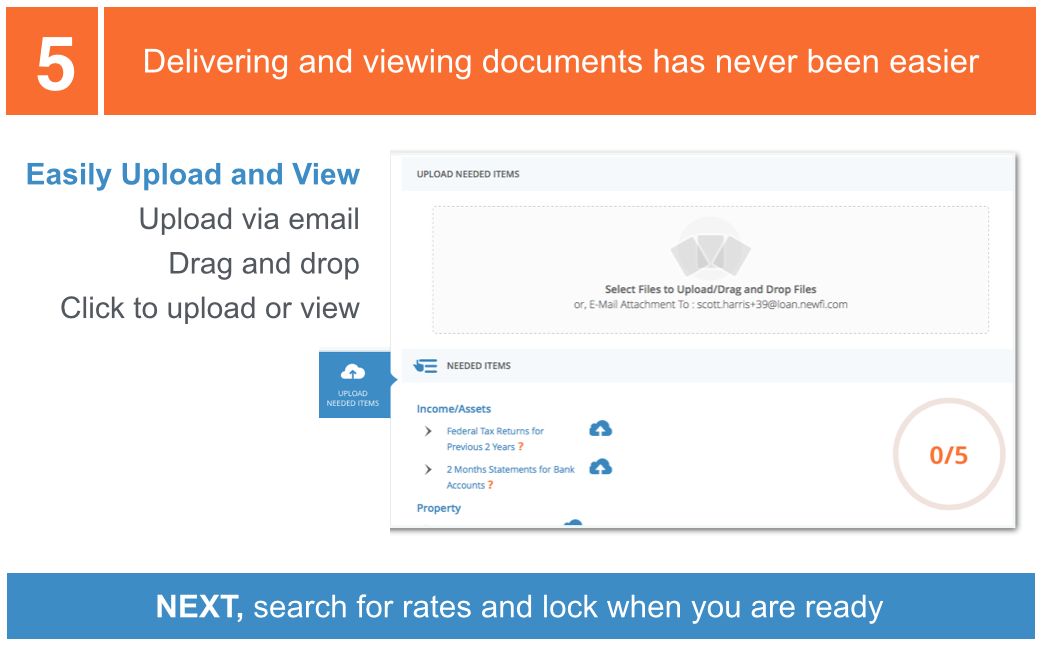 5
Delivering and viewing documents has never been easier
Easily Upload and View
Upload via email
Drag and drop
Click to upload or view
UPLOAD NEEDED ITEMS
Select Files to Upload/Drag and Drop Files
or, E-Mail Attachment To : scott.harris+39@loan.newfi.com
UPLOAD
NEEDED ITEMS
NEEDED ITEMS
Income/Assets
Federal Tax Returns for
Previous 2 Years ?
2 Months Statements for Bank
Accounts ?
Property
0/5
NEXT, search for rates and lock when you are ready